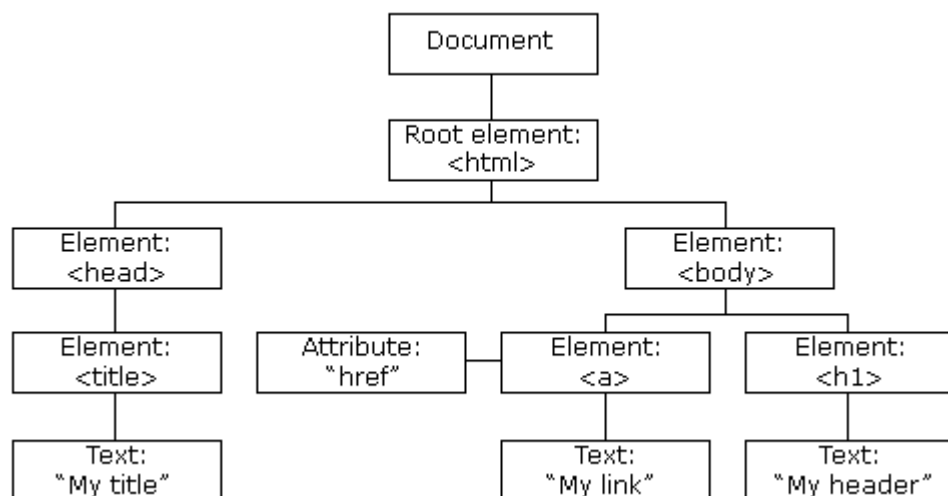 Document
Root element:
<html>
Element:
<head>
Element:
<body>
Element:
<title>
Attribute:
“href”
Element:
<a>
Element:
<h1>
Text:
“My title”
Text:
“My link”
Text:
“My header”